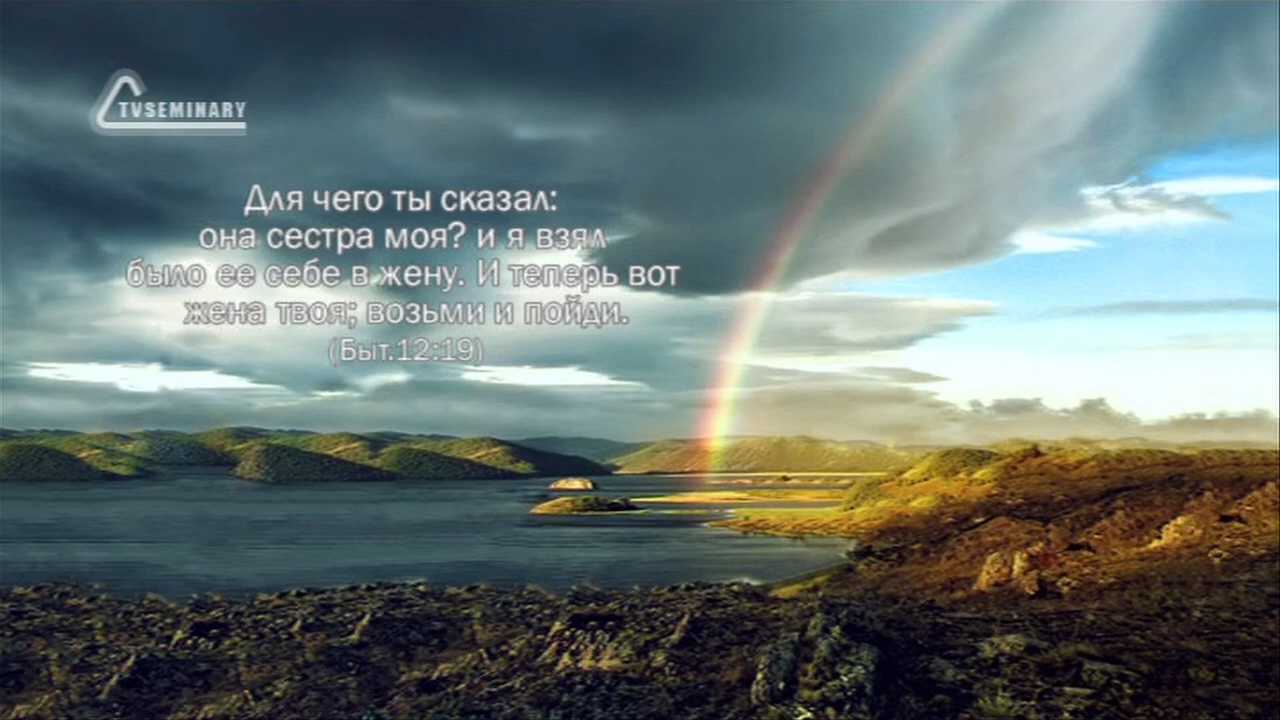 TVSEMINARY
Для чего ты сказал:
она сестра моя? и я взял
было ее себе в жену. И теперь вот
жена твоя; возьми и пойди.
(Быт.12:19)